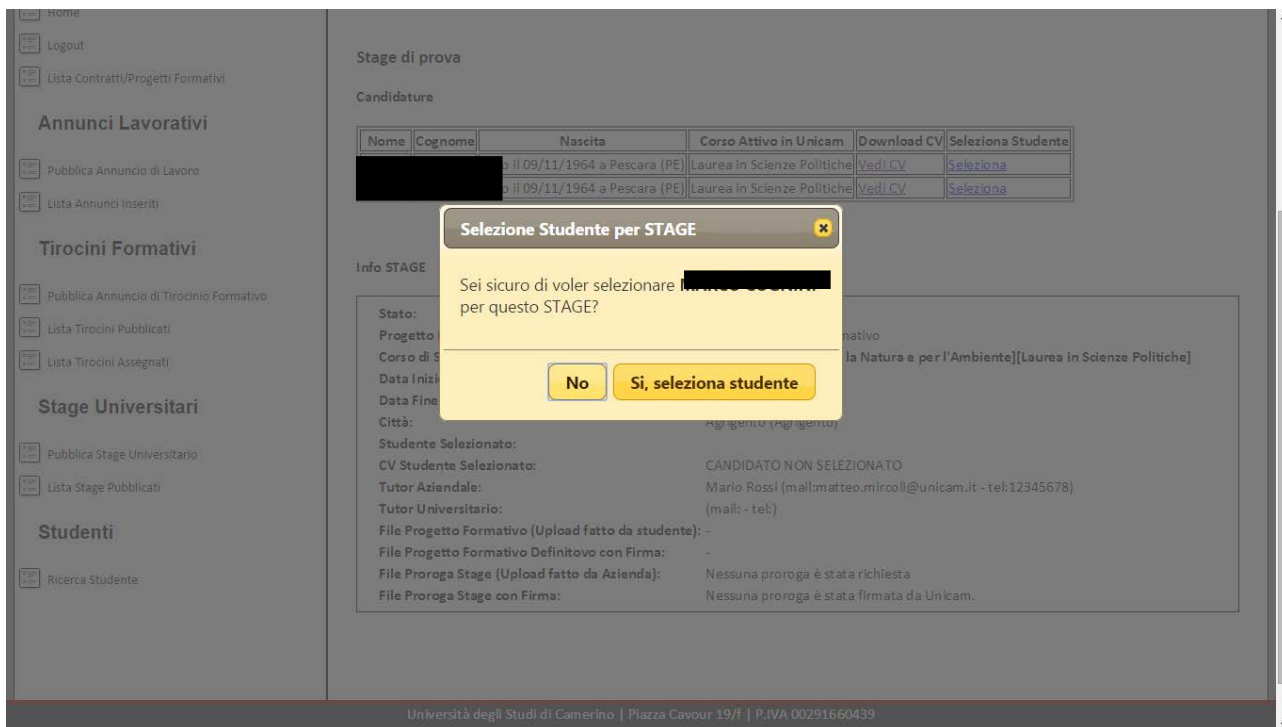 Home
Logout
Lista Contratti/Progetti Formativi
Annunci Lavorativi
Pubblica Annuncio di Lavoro
Lista Annunci Inseriti
Tirocini Formativi
Pubblica Annuncio di Tirocinio Formativo
Lista Tirocini Pubblicati
Lista Tirocini Assegnati
Stage Universitari
Pubblica Stage Universitario
Lista Stage Pubblicati
Studenti
Ricerca Studente
Stage di prova
Candidature
Nome Cognome Nascita Corso Attivo in Unicam Download CV Seleziona Studente
il 09/11/1964 a Pescara (PE) Laurea in Scienze Politiche Vedi CV Seleziona
il 09/11/1964 a Pescara (PE) Laurea in Scienze Politiche Vedi CV Seleziona
Selezione Studente per STAGE
Sei sicuro di voler selezionare
per questo STAGE?
No Si, seleziona studente
Info STAGE
Stato:
Progetto
Corso di la Natura e per l'Ambiente][Laurea in Scienze Politiche]
Data
Data Fine
Città: Agrigento (Agrigento)
Studente Selezionato:
CV Studente Selezionato: CANDIDATO NON SELEZIONATO
Tutor Aziendale: Mario Rossi (mail:matteo.mircoli@unicam.it - tel:12345678)
Tutor Universitario: (mail: - tel:)
File Progetto Formativo (Upload fatto da studente): -
File Progetto Formativo Definitovo con Firma: -
File Proroga Stage (Upload fatto da Azienda): Nessuna proroga è stata richiesta
File Proroga Stage con Firma: Nessuna proroga è stata firmata da Unicam.
Università degli Studi di Camerino | Piazza Cavour 19/f | P.IVA 00291660439